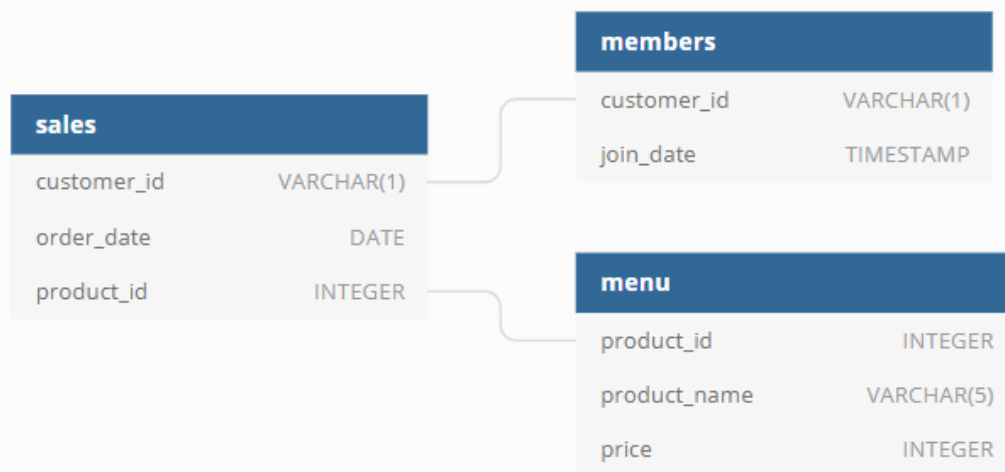 sales
customer_id VARCHAR(1)
order_date DATE
product_id INTEGER
members
customer_id VARCHAR(1)
join_date TIMESTAMP
menu
product_id INTEGER
product_name VARCHAR(5)
price INTEGER